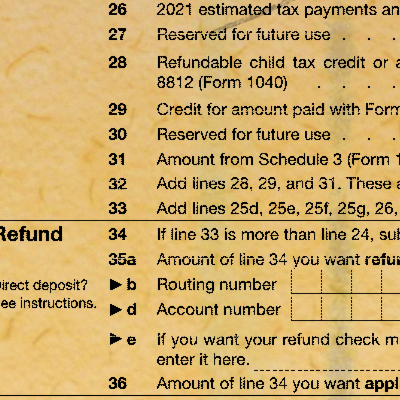 26 2021 estimated tax payments an
27 Reserved for future use . . .
28 Refundable child tax credit or a
8812 (Form 1040) . . . .
29 Credit for amount paid with Form
30 Reserved for future use . . .
31 Amount from Schedule 3 (Form 1
32 Add lines 28, 29, and 31. These a
33 Add lines 25d, 25e, 25f, 25g, 26,
Refund 34 If line 33 is more than line 24, sub
35a Amount of line 34 you want refun
Direct deposit? ▶ b Routing number
See instructions. ▶ d Account number
▶ e if you want your refund check m
enter it here.
36 Amount of line 34 you want appl